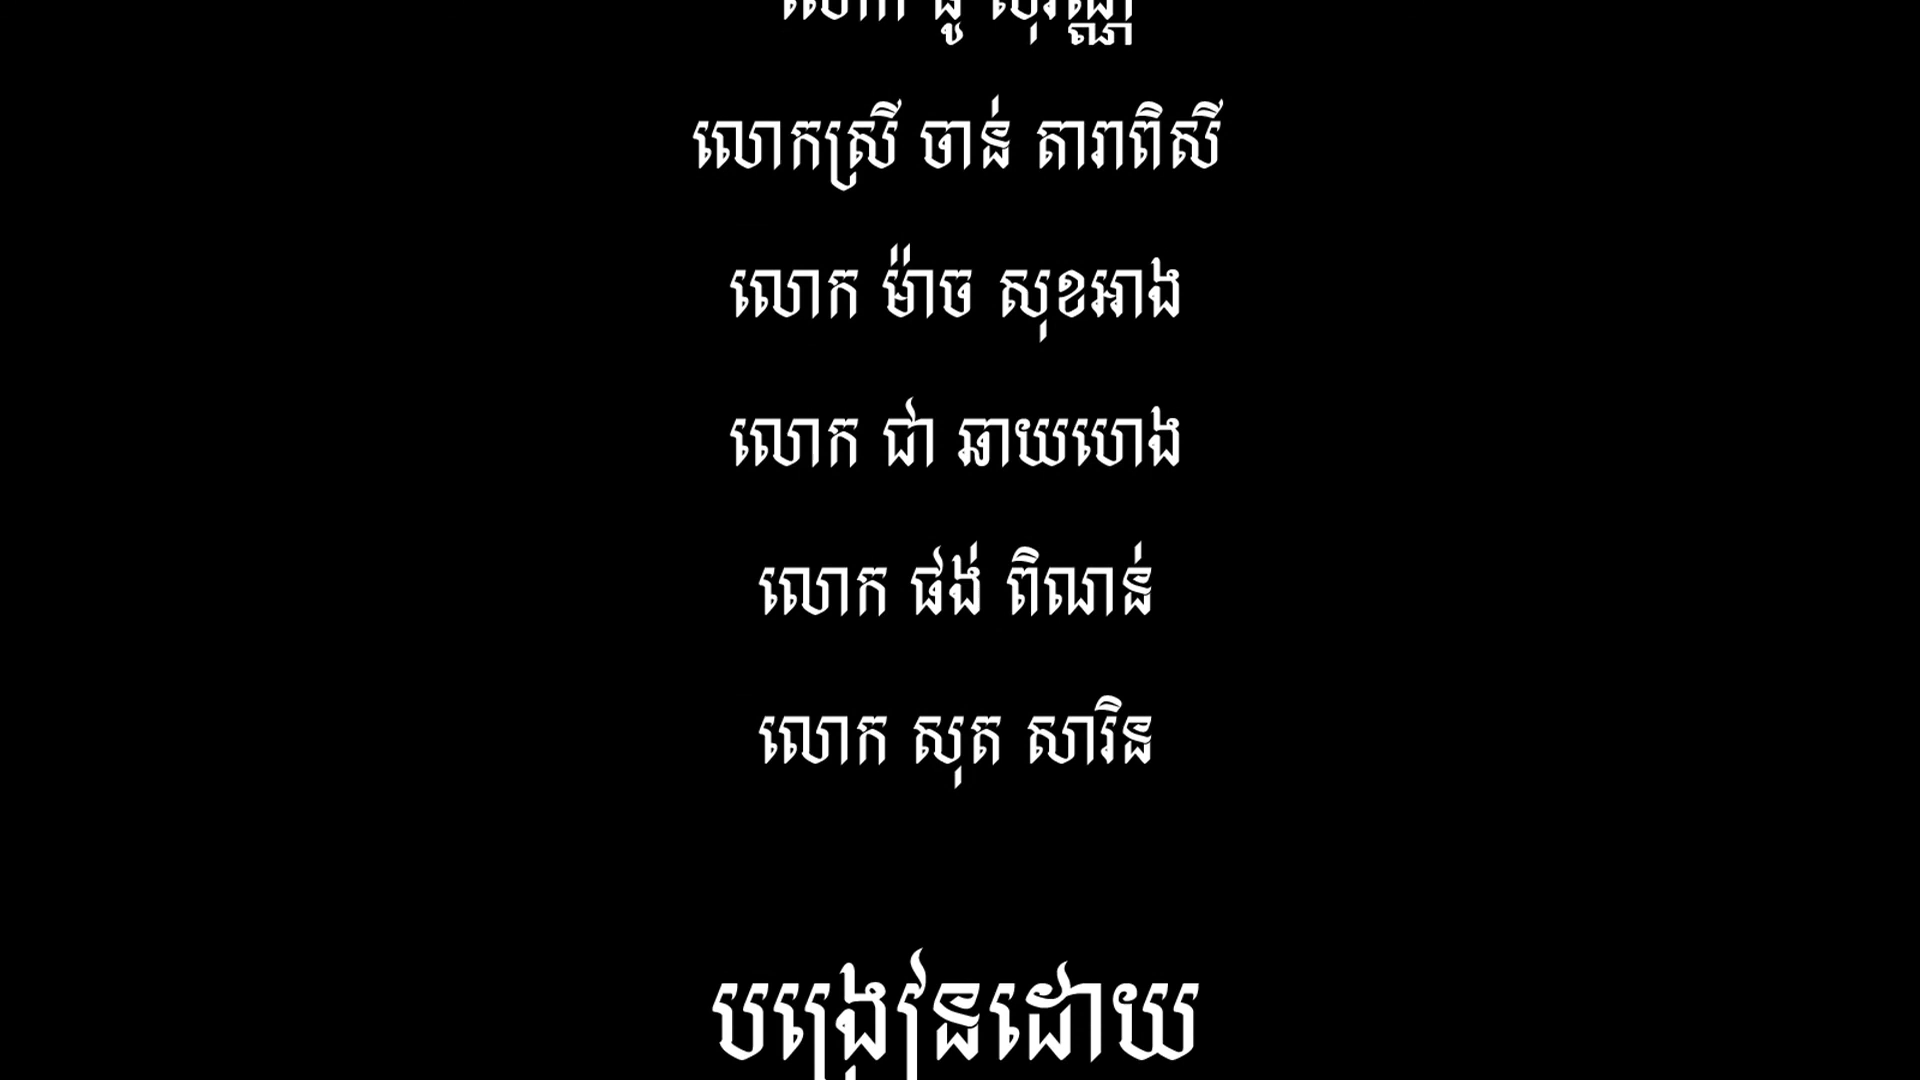 លោក
លោកស្រី ចាន់ តារាពិសី
លោក ម៉ាច សុខអាង
លោក ជា ឆាយហេង
លោក ផង់ ពិណន់
លោក សុត សារិន
បង្រៀនដោយ